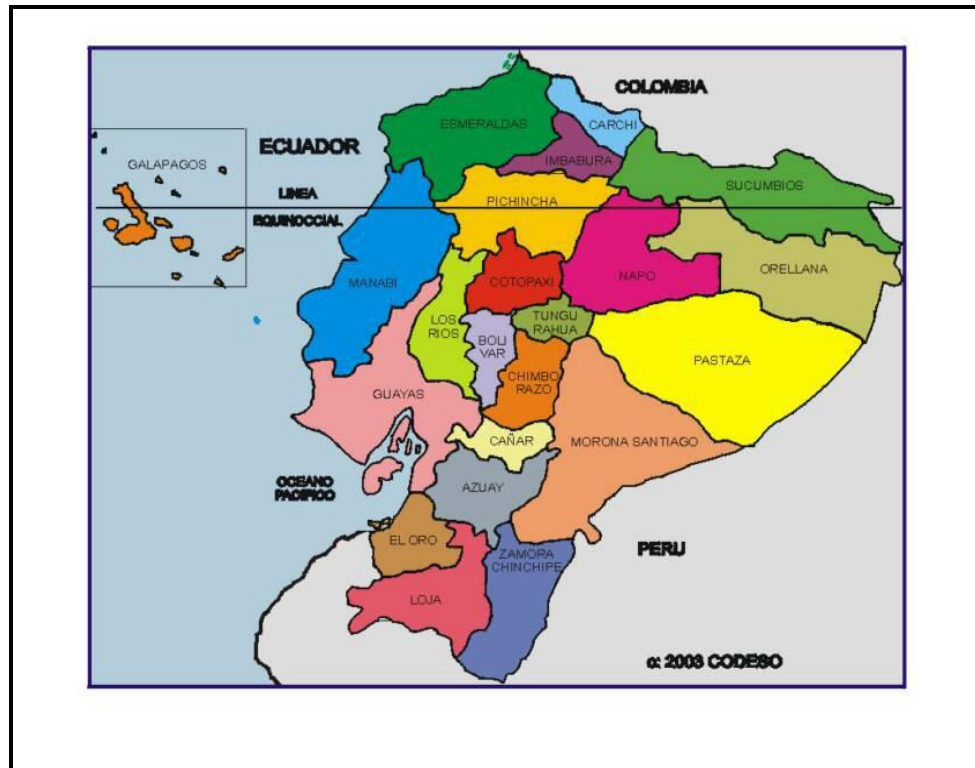 COLOMBIA
ESMERALDAS
CARCHI
ECUADOR
IMBABURA
GALAPAGOS
SUCUMBIOS
LINEA
PICHINCHA
EQUINOCCIAL
ORELLANA
NAPO
MANABI
COTOPAXI
LOS
RIOS
TUNGU
RAHUA
BOLI
VAR
PASTAZA
CHIMBO
RAZO
GUAYAS
CAÑAR
MORONA SANTIAGO
OCEANO
PACIFICO
AZUAY
EL ORO
PERU
ZAMORA
CHINCHIPE
LOJA
α: 2003 CODESO